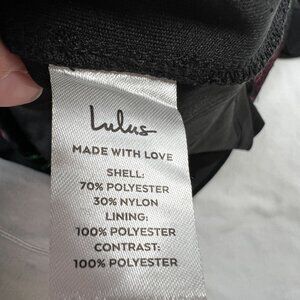 Lulus
MADE WITH LOVE
SHELL:
70% POLYESTER
30% NYLON
LINING:
100% POLYESTER
CONTRAST:
100% POLYESTER